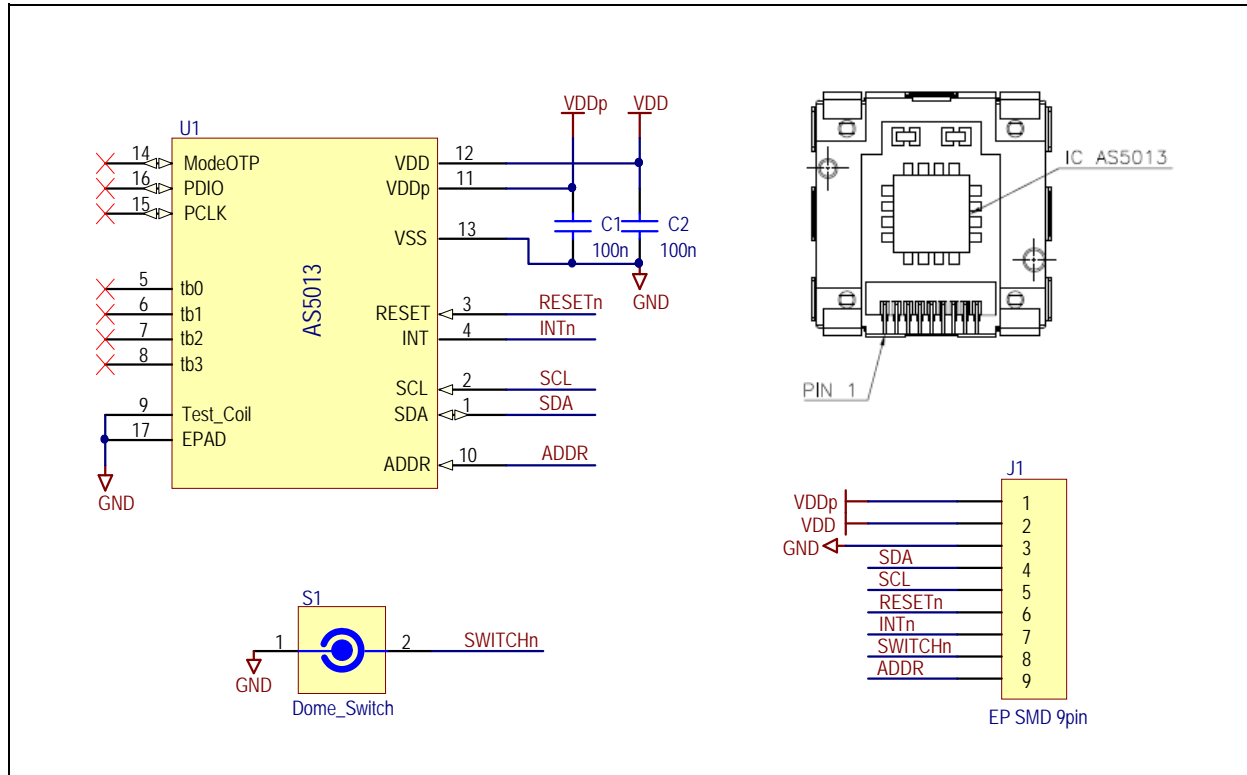 U1
AS5013
14 ModeOTP
16 PDIO
15 PCLK
5 tb0
6 tb1
7 tb2
8 tb3
9 Test_Coil
17 EPAD
GND
VDD 12
VDDp 11
VSS 13
RESET 3 RESETn
INT 4 INTn
SCL 2 SCL
SDA 1 SDA
ADDR 10 ADDR
VDDp VDD
C1 C2
100n 100n
GND
IC AS5013
PIN 1
S1
1 2 SWITCHn
GND
Dome_Switch
J1
VDDp 1
VDD 2
GND 3
SDA 4
SCL 5
RESETn 6
INTn 7
SWITCHn 8
ADDR 9
EP SMD 9pin